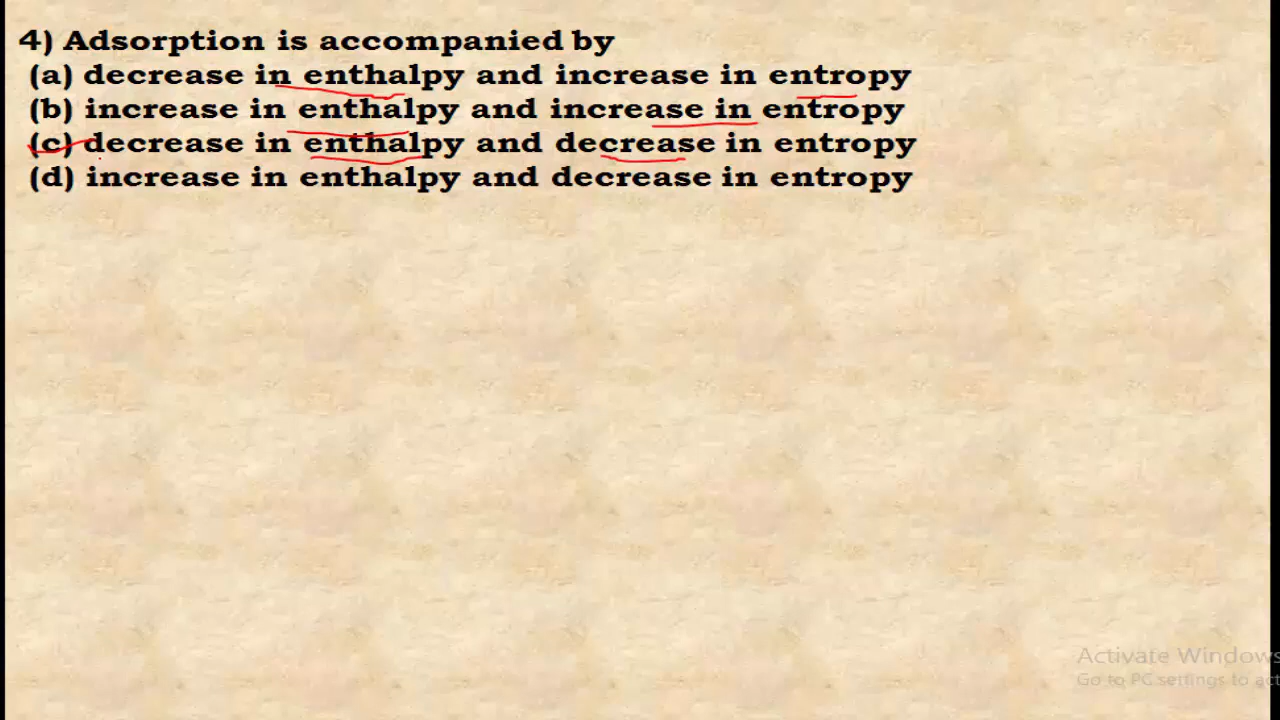 4) Adsorption is accompanied by
(a) decrease in enthalpy and increase in entropy
(b) increase in enthalpy and increase in entropy
(c) decrease in enthalpy and decrease in entropy
(d) increase in enthalpy and decrease in entropy
Activate Windows
Go to PC settings to act